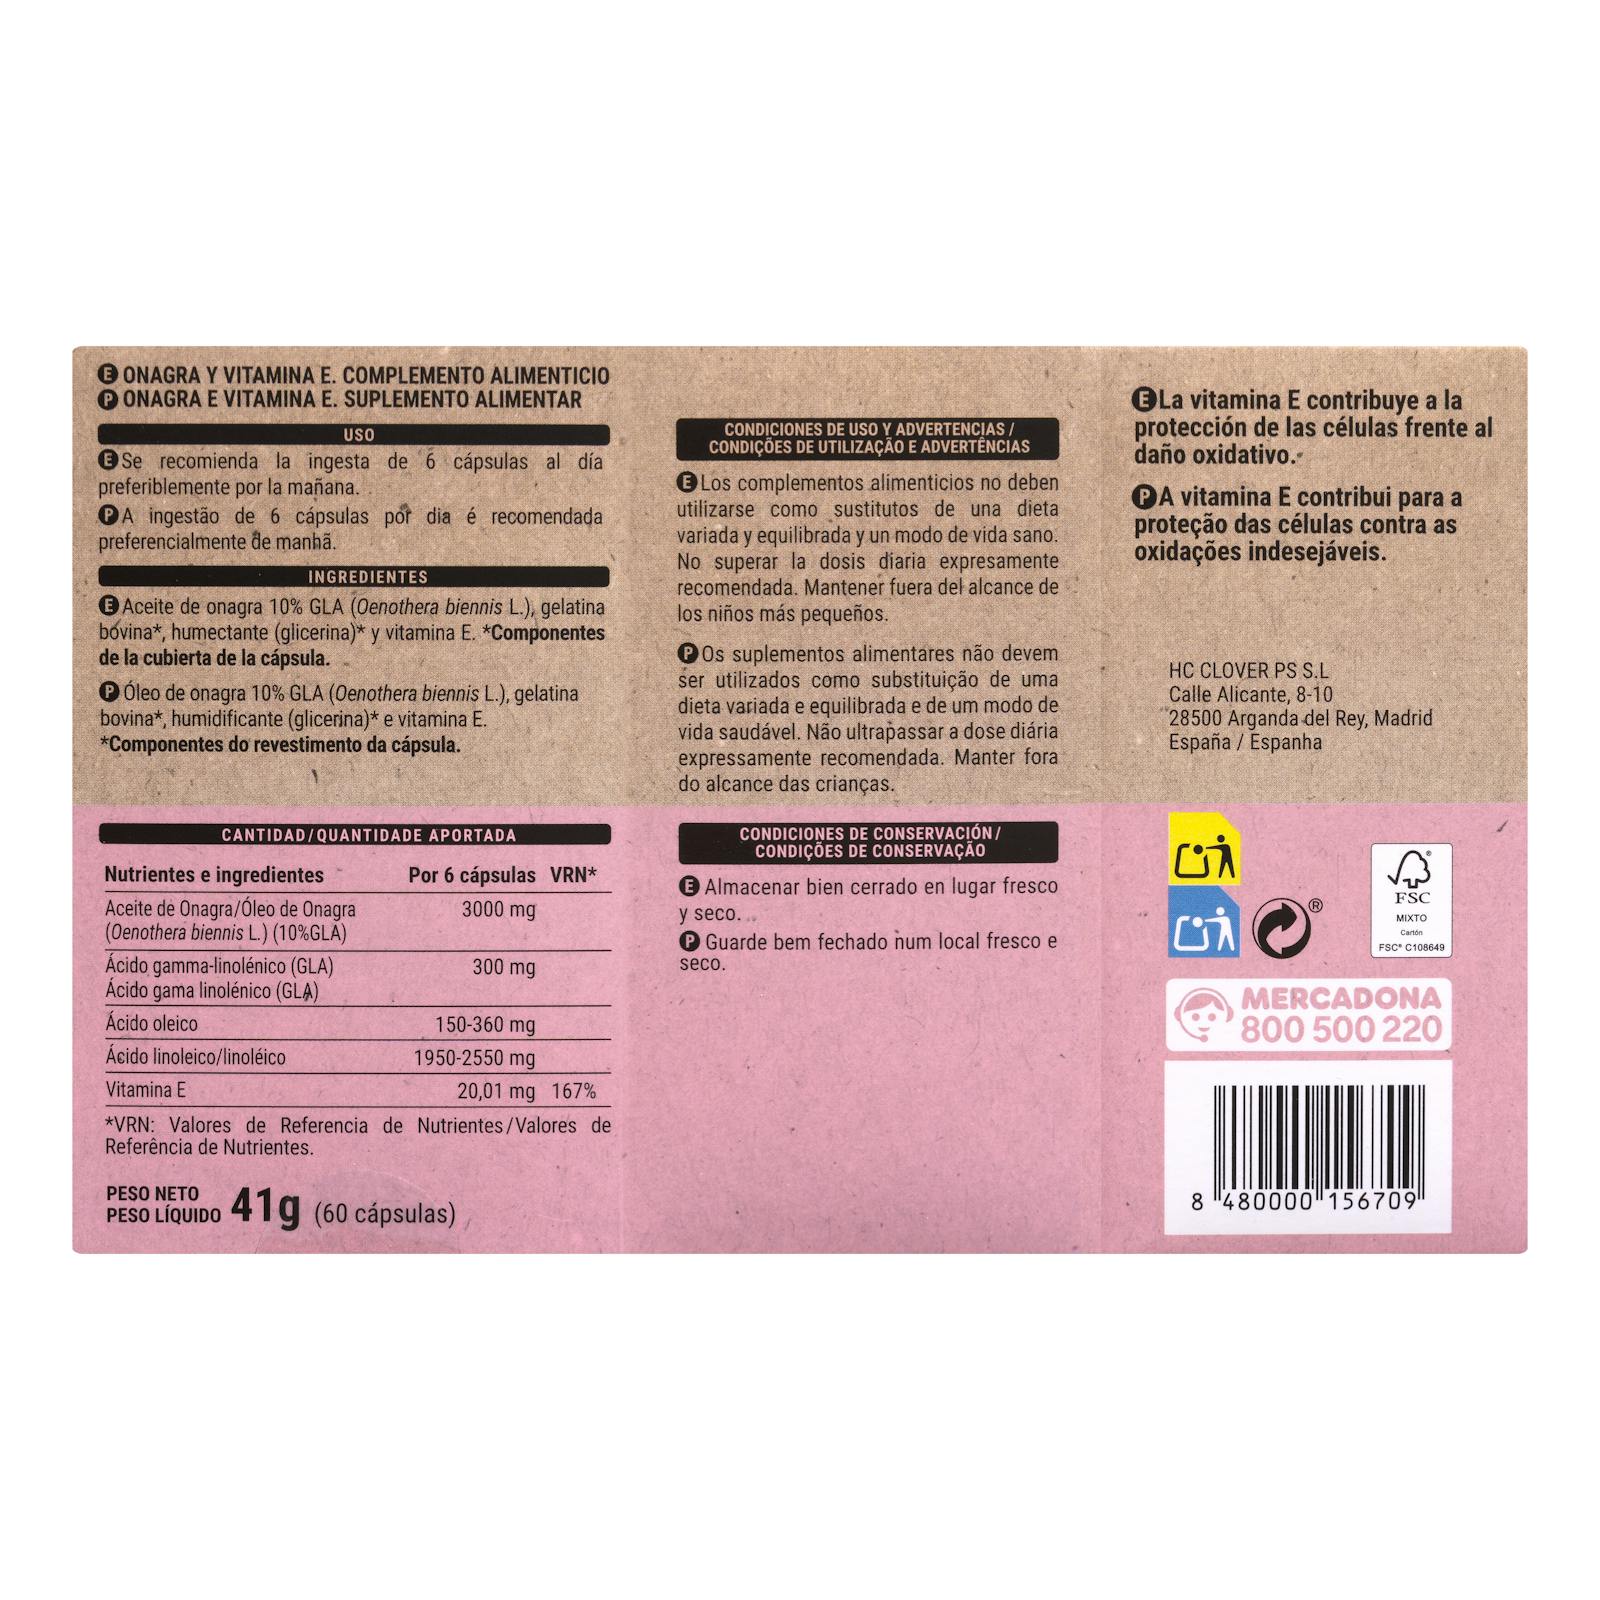 E ONAGRA Y VITAMINA E. COMPLEMENTO ALIMENTICIO
P ONAGRA E VITAMINA E. SUPLEMENTO ALIMENTAR
USO
E Se recomienda la ingesta de 6 cápsulas al día
preferiblemente por la mañana.
P A ingestão de 6 cápsulas por dia é recomendada
preferencialmente de manhã.
INGREDIENTES
E Aceite de onagra 10% GLA (Oenothera biennis L.), gelatina
bovina*, humectante (glicerina)* y vitamina E. *Componentes
de la cubierta de la cápsula.
P Óleo de onagra 10% GLA (Oenothera biennis L.), gelatina
bovina*, humidificante (glicerina)* e vitamina E.
*Componentes do revestimento da cápsula.
CANTIDAD/QUANTIDADE APORTADA
Nutrientes e ingredientes Por 6 cápsulas VRN*
Aceite de Onagra/Óleo de Onagra 3000 mg
(Oenothera biennis L.) (10%GLA)
Ácido gamma-linolénico (GLA) 300 mg
Ácido gama linolénico (GLA)
Ácido oleico 150-360 mg
Ácido linoleico/linoléico 1950-2550 mg
Vitamina E 20,01 mg 167%
*VRN: Valores de Referencia de Nutrientes/Valores de
Referência de Nutrientes.
PESO NETO
PESO LÍQUIDO 41g (60 cápsulas)
CONDICIONES DE USO Y ADVERTENCIAS /
CONDIÇÕES DE UTILIZAÇÃO E ADVERTÊNCIAS
E Los complementos alimenticios no deben
utilizarse como sustitutos de una dieta
variada y equilibrada y un modo de vida sano.
No superar la dosis diaria expresamente
recomendada. Mantener fuera del alcance de
los niños más pequeños.
P Os suplementos alimentares não devem
ser utilizados como substituição de uma
dieta variada e equilibrada e de um modo de
vida saudável. Não ultrapassar a dose diária
expressamente recomendada. Manter fora
do alcance das crianças.
CONDICIONES DE CONSERVACIÓN /
CONDIÇÕES DE CONSERVAÇÃO
E Almacenar bien cerrado en lugar fresco
y seco.
P Guarde bem fechado num local fresco e
seco.
E La vitamina E contribuye a la
protección de las células frente al
daño oxidativo.
P A vitamina E contribui para a
proteção das células contra as
oxidações indesejáveis.
HC CLOVER PS S.L
Calle Alicante, 8-10
28500 Arganda del Rey, Madrid
España / Espanha
®
FSC
MIXTO
Cartón
FSC® C108649
MERCADONA
800 500 220
8 480000 156709